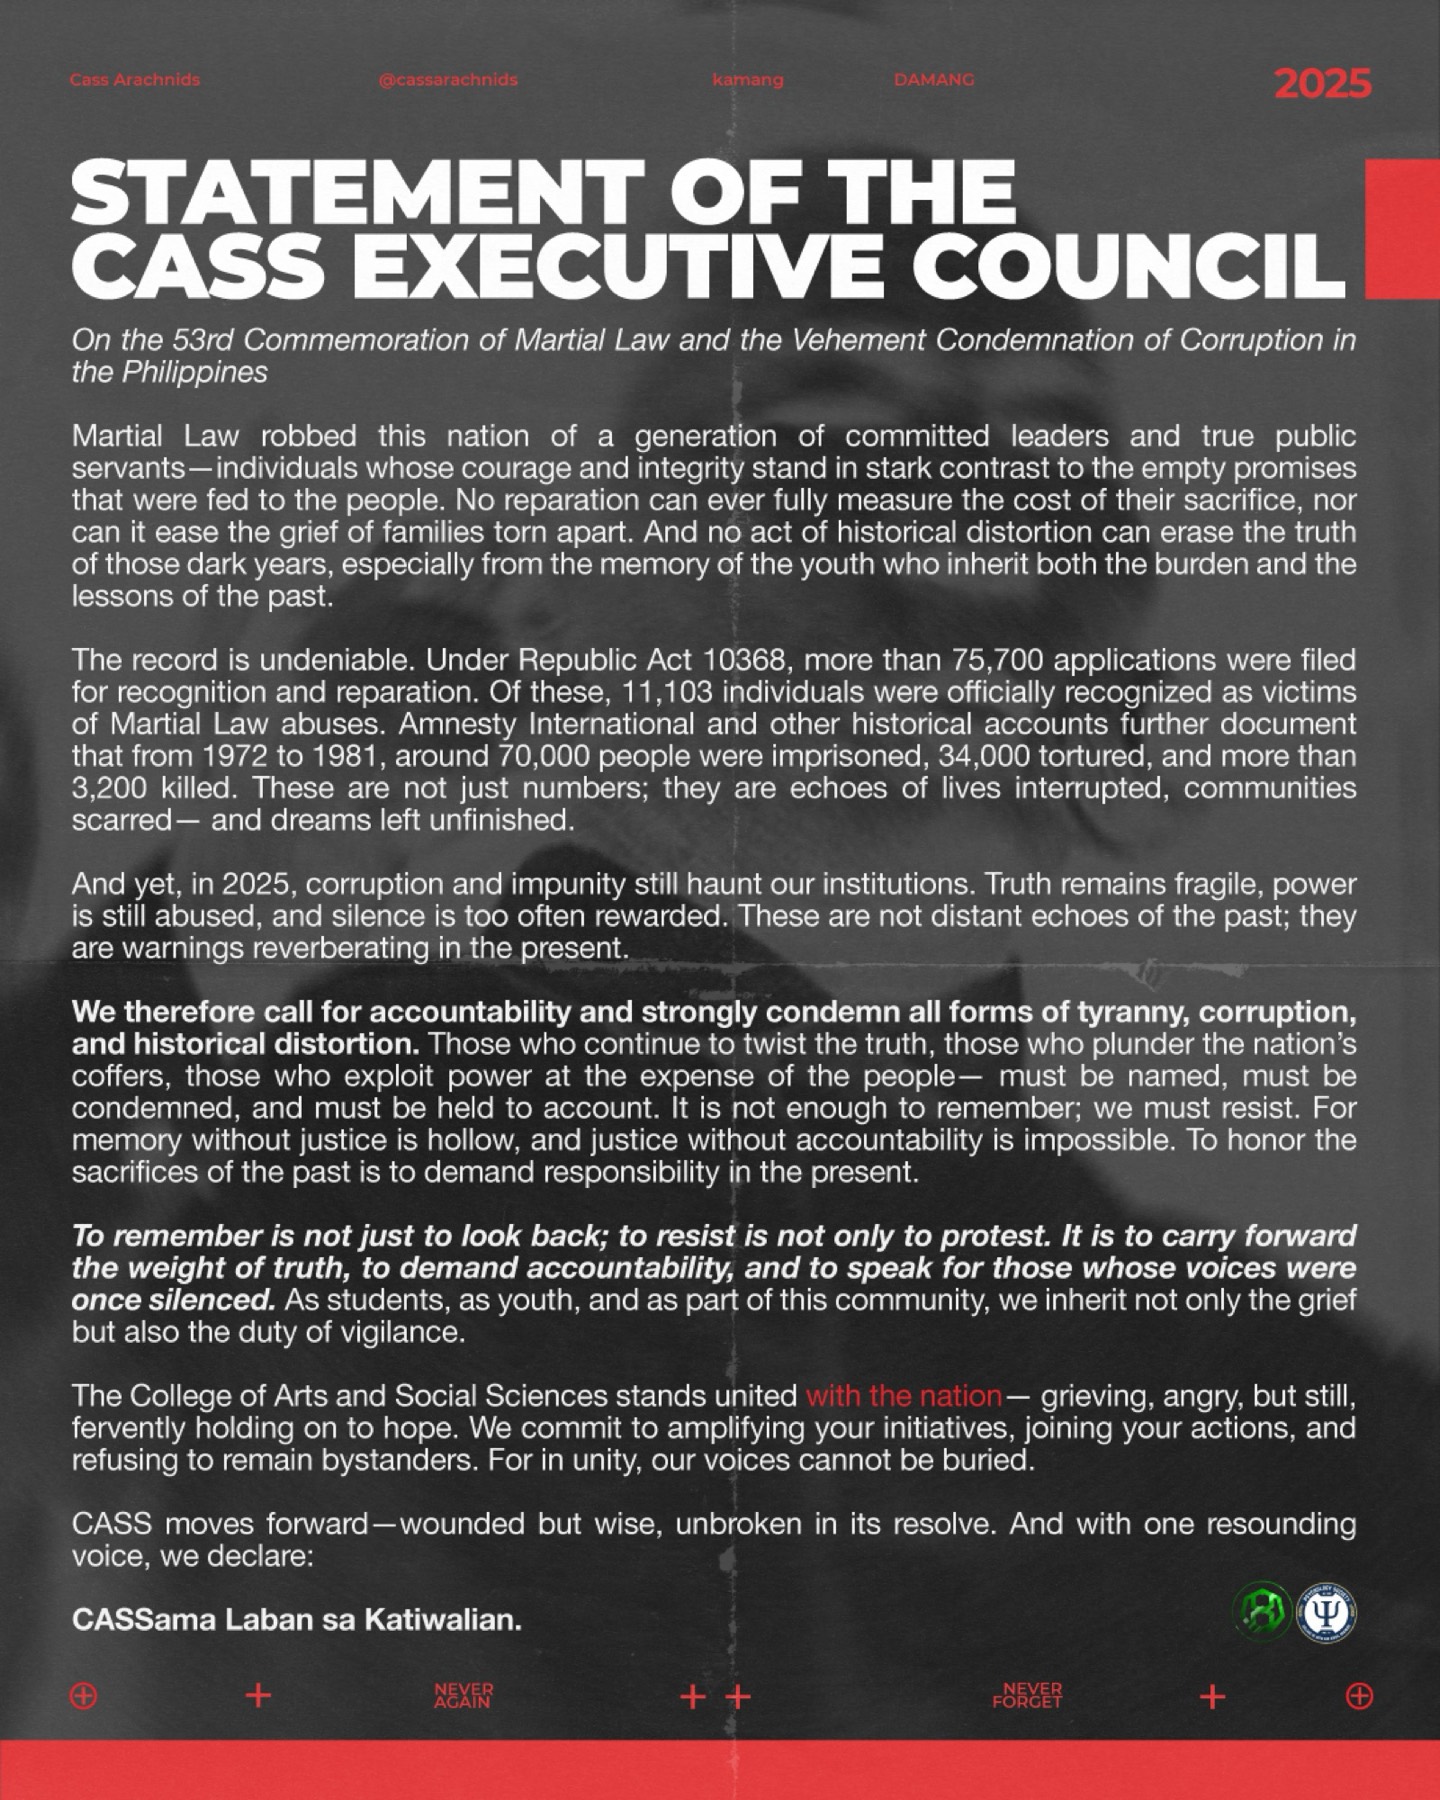 Cass Arachnids @cassarachnids kamang DAMANG 2025
STATEMENT OF THE
CASS EXECUTIVE COUNCIL
On the 53rd Commemoration of Martial Law and the Vehement Condemnation of Corruption in
the Philippines
Martial Law robbed this nation of a generation of committed leaders and true public
servants—individuals whose courage and integrity stand in stark contrast to the empty promises
that were fed to the people. No reparation can ever fully measure the cost of their sacrifice, nor
can it ease the grief of families torn apart. And no act of historical distortion can erase the truth
of those dark years, especially from the memory of the youth who inherit both the burden and the
lessons of the past.
The record is undeniable. Under Republic Act 10368, more than 75,700 applications were filed
for recognition and reparation. Of these, 11,103 individuals were officially recognized as victims
of Martial Law abuses. Amnesty International and other historical accounts further document
that from 1972 to 1981, around 70,000 people were imprisoned, 34,000 tortured, and more than
3,200 killed. These are not just numbers; they are echoes of lives interrupted, communities
scarred— and dreams left unfinished.
And yet, in 2025, corruption and impunity still haunt our institutions. Truth remains fragile, power
is still abused, and silence is too often rewarded. These are not distant echoes of the past; they
are warnings reverberating in the present.
We therefore call for accountability and strongly condemn all forms of tyranny, corruption,
and historical distortion. Those who continue to twist the truth, those who plunder the nation’s
coffers, those who exploit power at the expense of the people— must be named, must be
condemned, and must be held to account. It is not enough to remember; we must resist. For
memory without justice is hollow, and justice without accountability is impossible. To honor the
sacrifices of the past is to demand responsibility in the present.
To remember is not just to look back; to resist is not only to protest. It is to carry forward
the weight of truth, to demand accountability, and to speak for those whose voices were
once silenced. As students, as youth, and as part of this community, we inherit not only the grief
but also the duty of vigilance.
The College of Arts and Social Sciences stands united with the nation— grieving, angry, but still,
fervently holding on to hope. We commit to amplifying your initiatives, joining your actions, and
refusing to remain bystanders. For in unity, our voices cannot be buried.
CASS moves forward—wounded but wise, unbroken in its resolve. And with one resounding
voice, we declare:
CASSama Laban sa Katiwalian.
NEVER
AGAIN
NEVER
FORGET